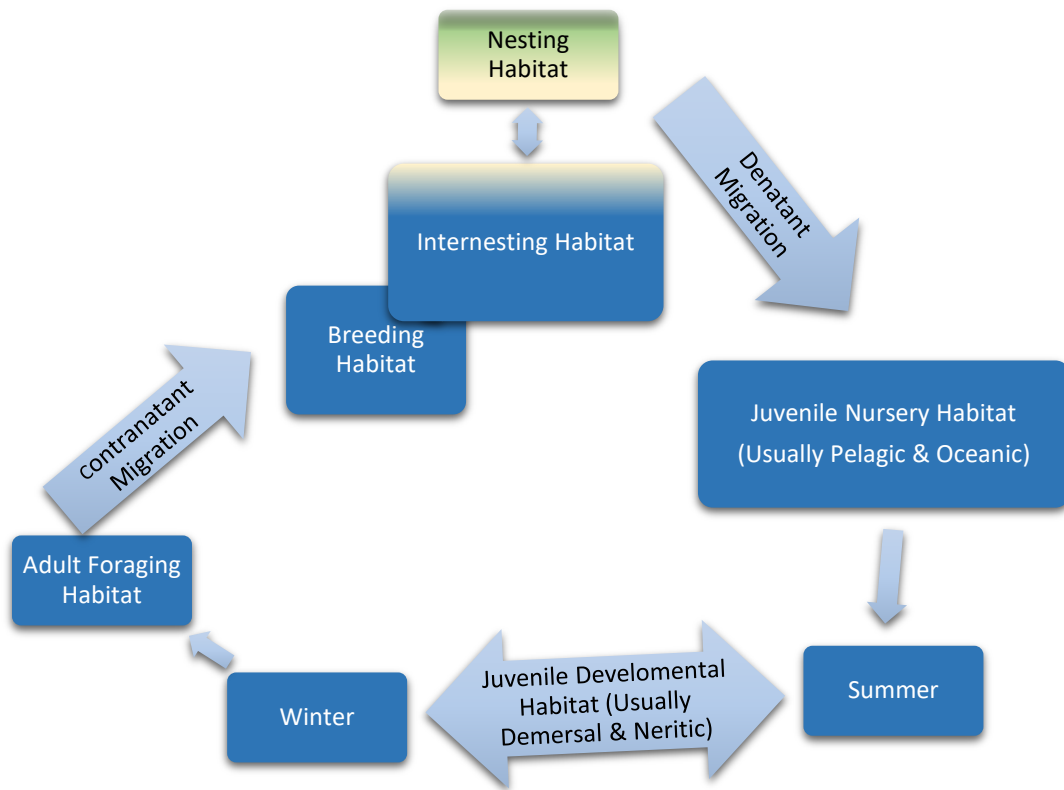 Nesting
Habitat
Denatant
Migration
Internesting Habitat
Breeding
Habitat
Contranatant
Migration
Juvenile Nursery Habitat
(Usually Pelagic & Oceanic)
Adult Foraging
Habitat
Juvenile Develomental
Habitat (Usually
Demersal & Neritic)
Summer
Winter